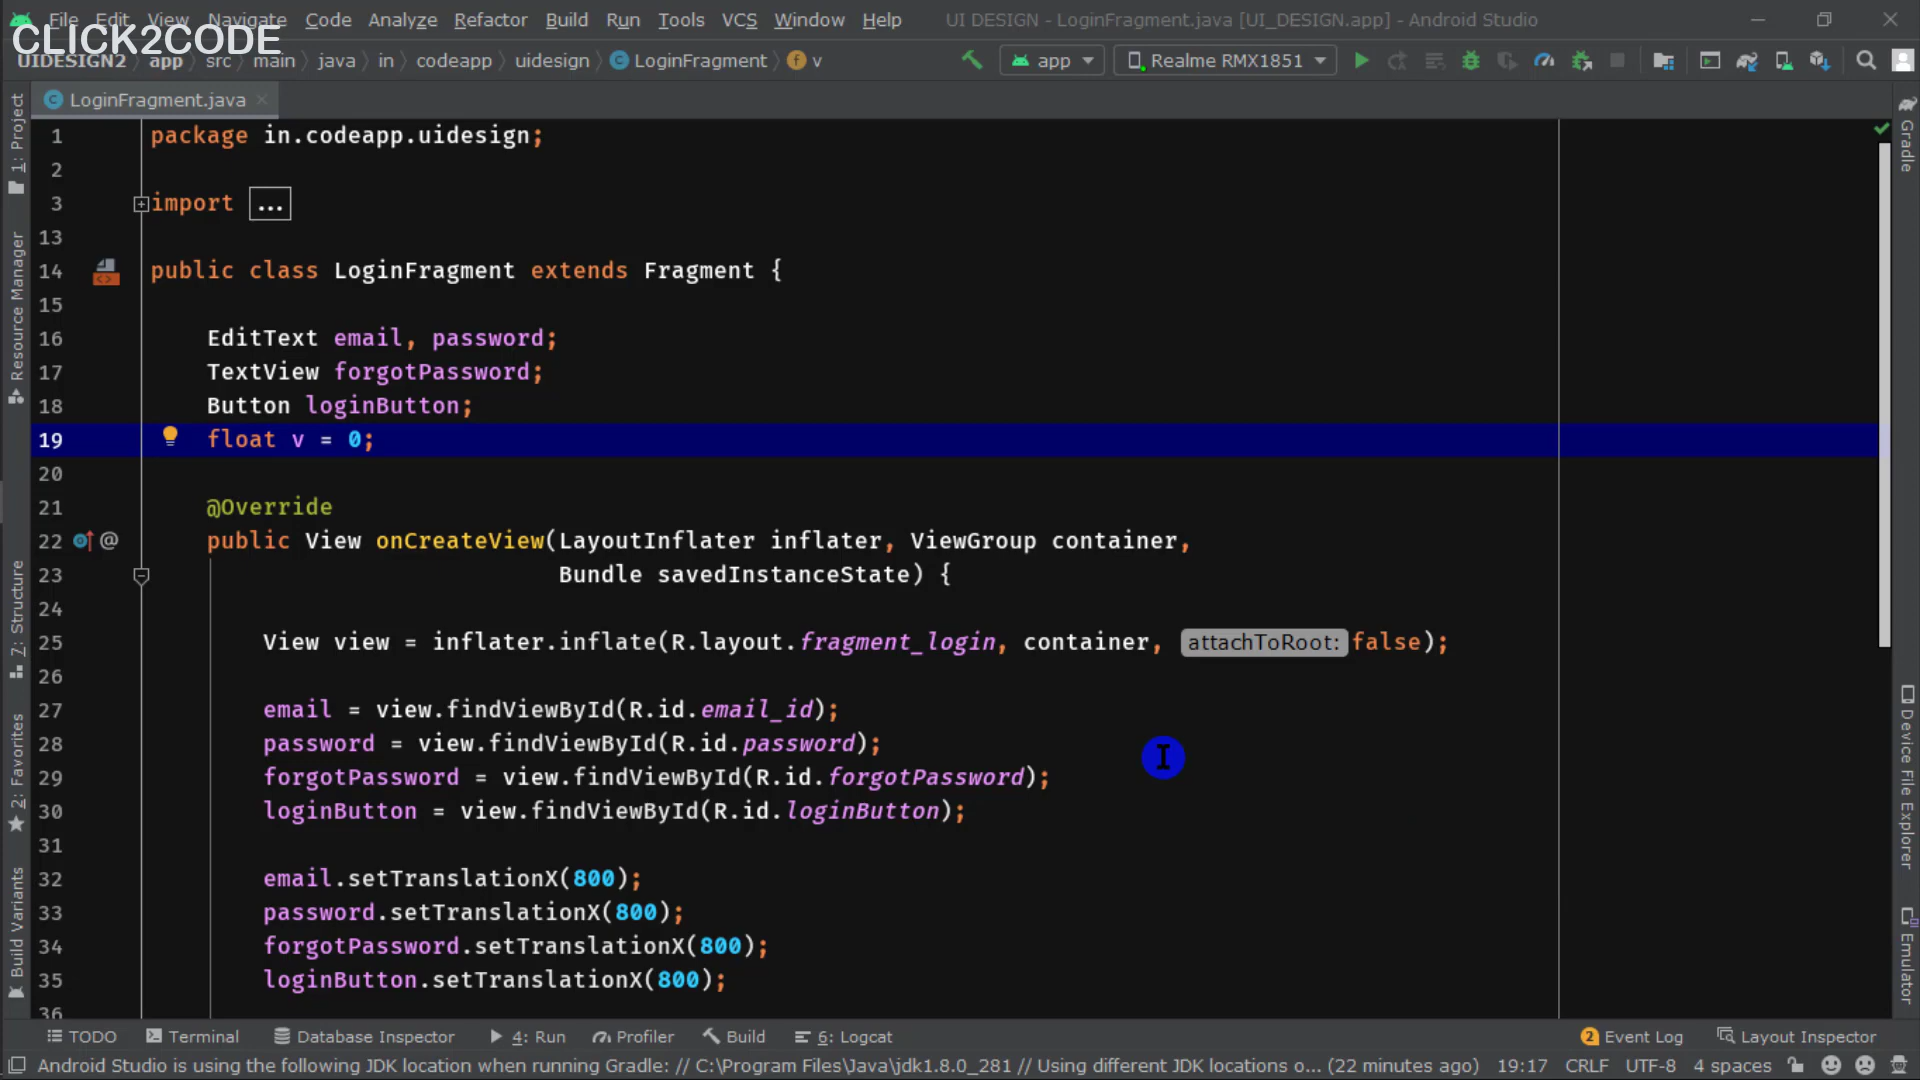 File Edit View Navigate Code Analyze Refactor Build Run Tools VCS Window Help UI DESIGN - LoginFragment.java [UI_DESIGN.app] - Android Studio
CLICK2CODE
UIDESIGN2 app src main java in codeapp uidesign LoginFragment v app Realme RMX1851
LoginFragment.java
1 package in.codeapp.uidesign;
2
3 import ...
13
14 public class LoginFragment extends Fragment {
15
16 EditText email, password;
17 TextView forgotPassword;
18 Button loginButton;
19 float v = 0;
20
21 @Override
22 public View onCreateView(LayoutInflater inflater, ViewGroup container,
23 Bundle savedInstanceState) {
24
25 View view = inflater.inflate(R.layout.fragment_login, container, attachToRoot: false);
26
27 email = view.findViewById(R.id.email_id);
28 password = view.findViewById(R.id.password);
29 forgotPassword = view.findViewById(R.id.forgotPassword);
30 loginButton = view.findViewById(R.id.loginButton);
31
32 email.setTranslationX(800);
33 password.setTranslationX(800);
34 forgotPassword.setTranslationX(800);
35 loginButton.setTranslationX(800);
36
1: Project
Resource Manager
7: Structure
2: Favorites
Build Variants
Gradle
Device File Explorer
Emulator
TODO Terminal Database Inspector 4: Run Profiler Build 6: Logcat 2 Event Log Layout Inspector
Android Studio is using the following JDK location when running Gradle: // C:\Program Files\Java\jdk1.8.0_281 // Using different JDK locations o... (22 minutes ago) 19:17 CRLF UTF-8 4 spaces